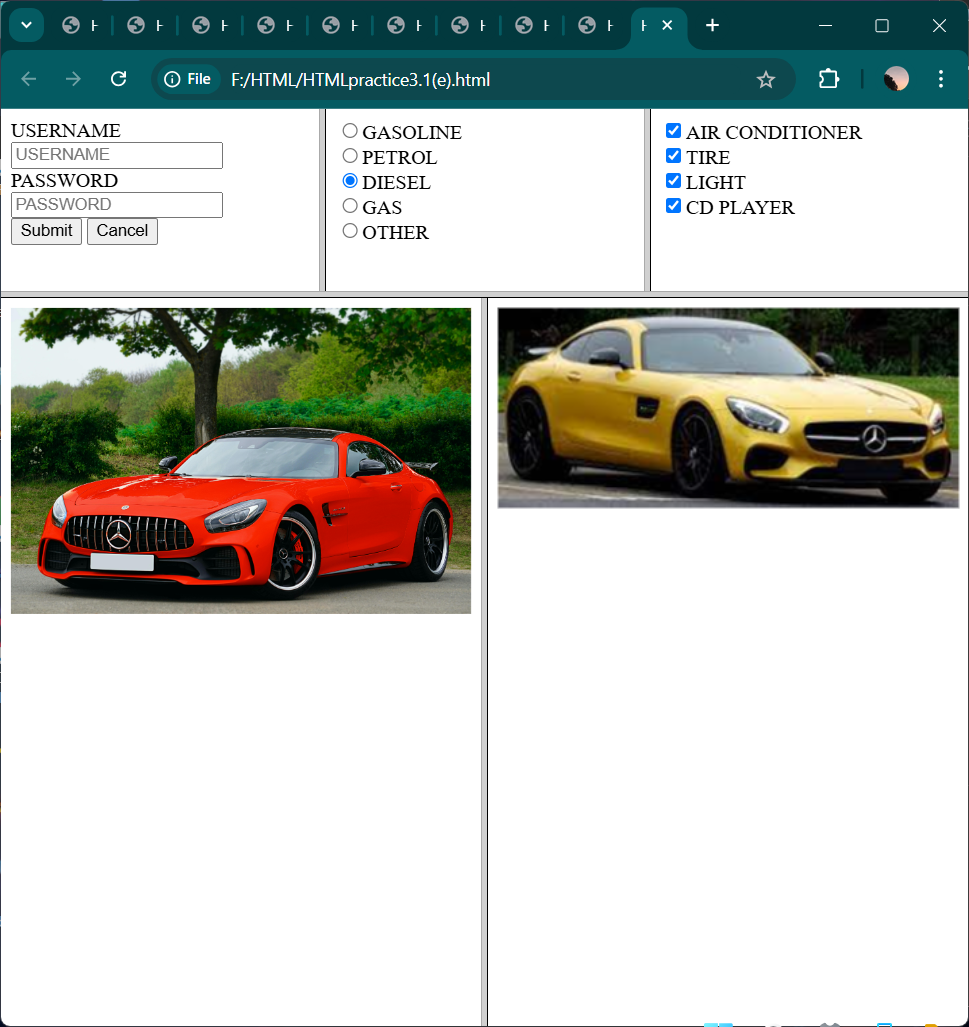 File F:/HTML/HTMLpractice3.1(e).html
USERNAME
USERNAME
PASSWORD
PASSWORD
Submit Cancel
GASOLINE
PETROL
DIESEL
GAS
OTHER
AIR CONDITIONER
TIRE
LIGHT
CD PLAYER